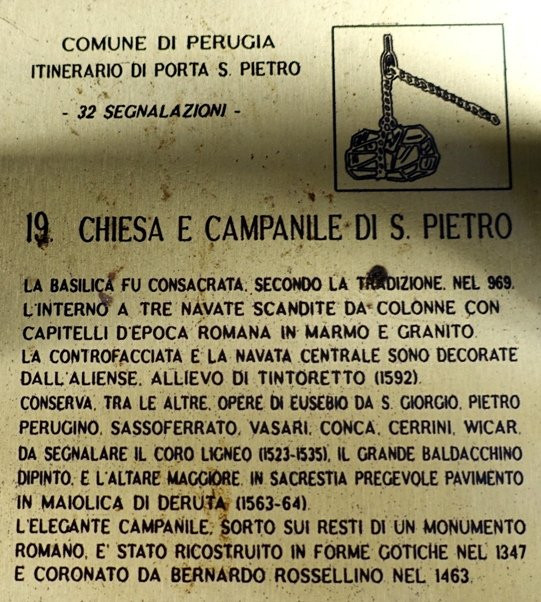 COMUNE DI PERUGIA
ITINERARIO DI PORTA S. PIETRO
- 32 SEGNALAZIONI -
19. CHIESA E CAMPANILE DI S. PIETRO
LA BASILICA FU CONSACRATA, SECONDO LA TRADIZIONE, NEL 969.
L'INTERNO A TRE NAVATE SCANDITE DA COLONNE CON
CAPITELLI D'EPOCA ROMANA IN MARMO E GRANITO.
LA CONTROFACCIATA E LA NAVATA CENTRALE SONO DECORATE
DALL'ALIENSE, ALLIEVO DI TINTORETTO (1592).
CONSERVA, TRA LE ALTRE, OPERE DI EUSEBIO DA S. GIORGIO, PIETRO
PERUGINO, SASSOFERRATO, VASARI, CONCA, CERRINI, WICAR.
DA SEGNALARE IL CORO LIGNEO (1523-1535), IL GRANDE BALDACCHINO
DIPINTO, E L'ALTARE MAGGIORE. IN SACRESTIA PREGEVOLE PAVIMENTO
IN MAIOLICA DI DERUTA (1563-64).
L'ELEGANTE CAMPANILE, SORTO SUI RESTI DI UN MONUMENTO
ROMANO, E' STATO RICOSTRUITO IN FORME GOTICHE NEL 1347
E CORONATO DA BERNARDO ROSSELLINO NEL 1463.